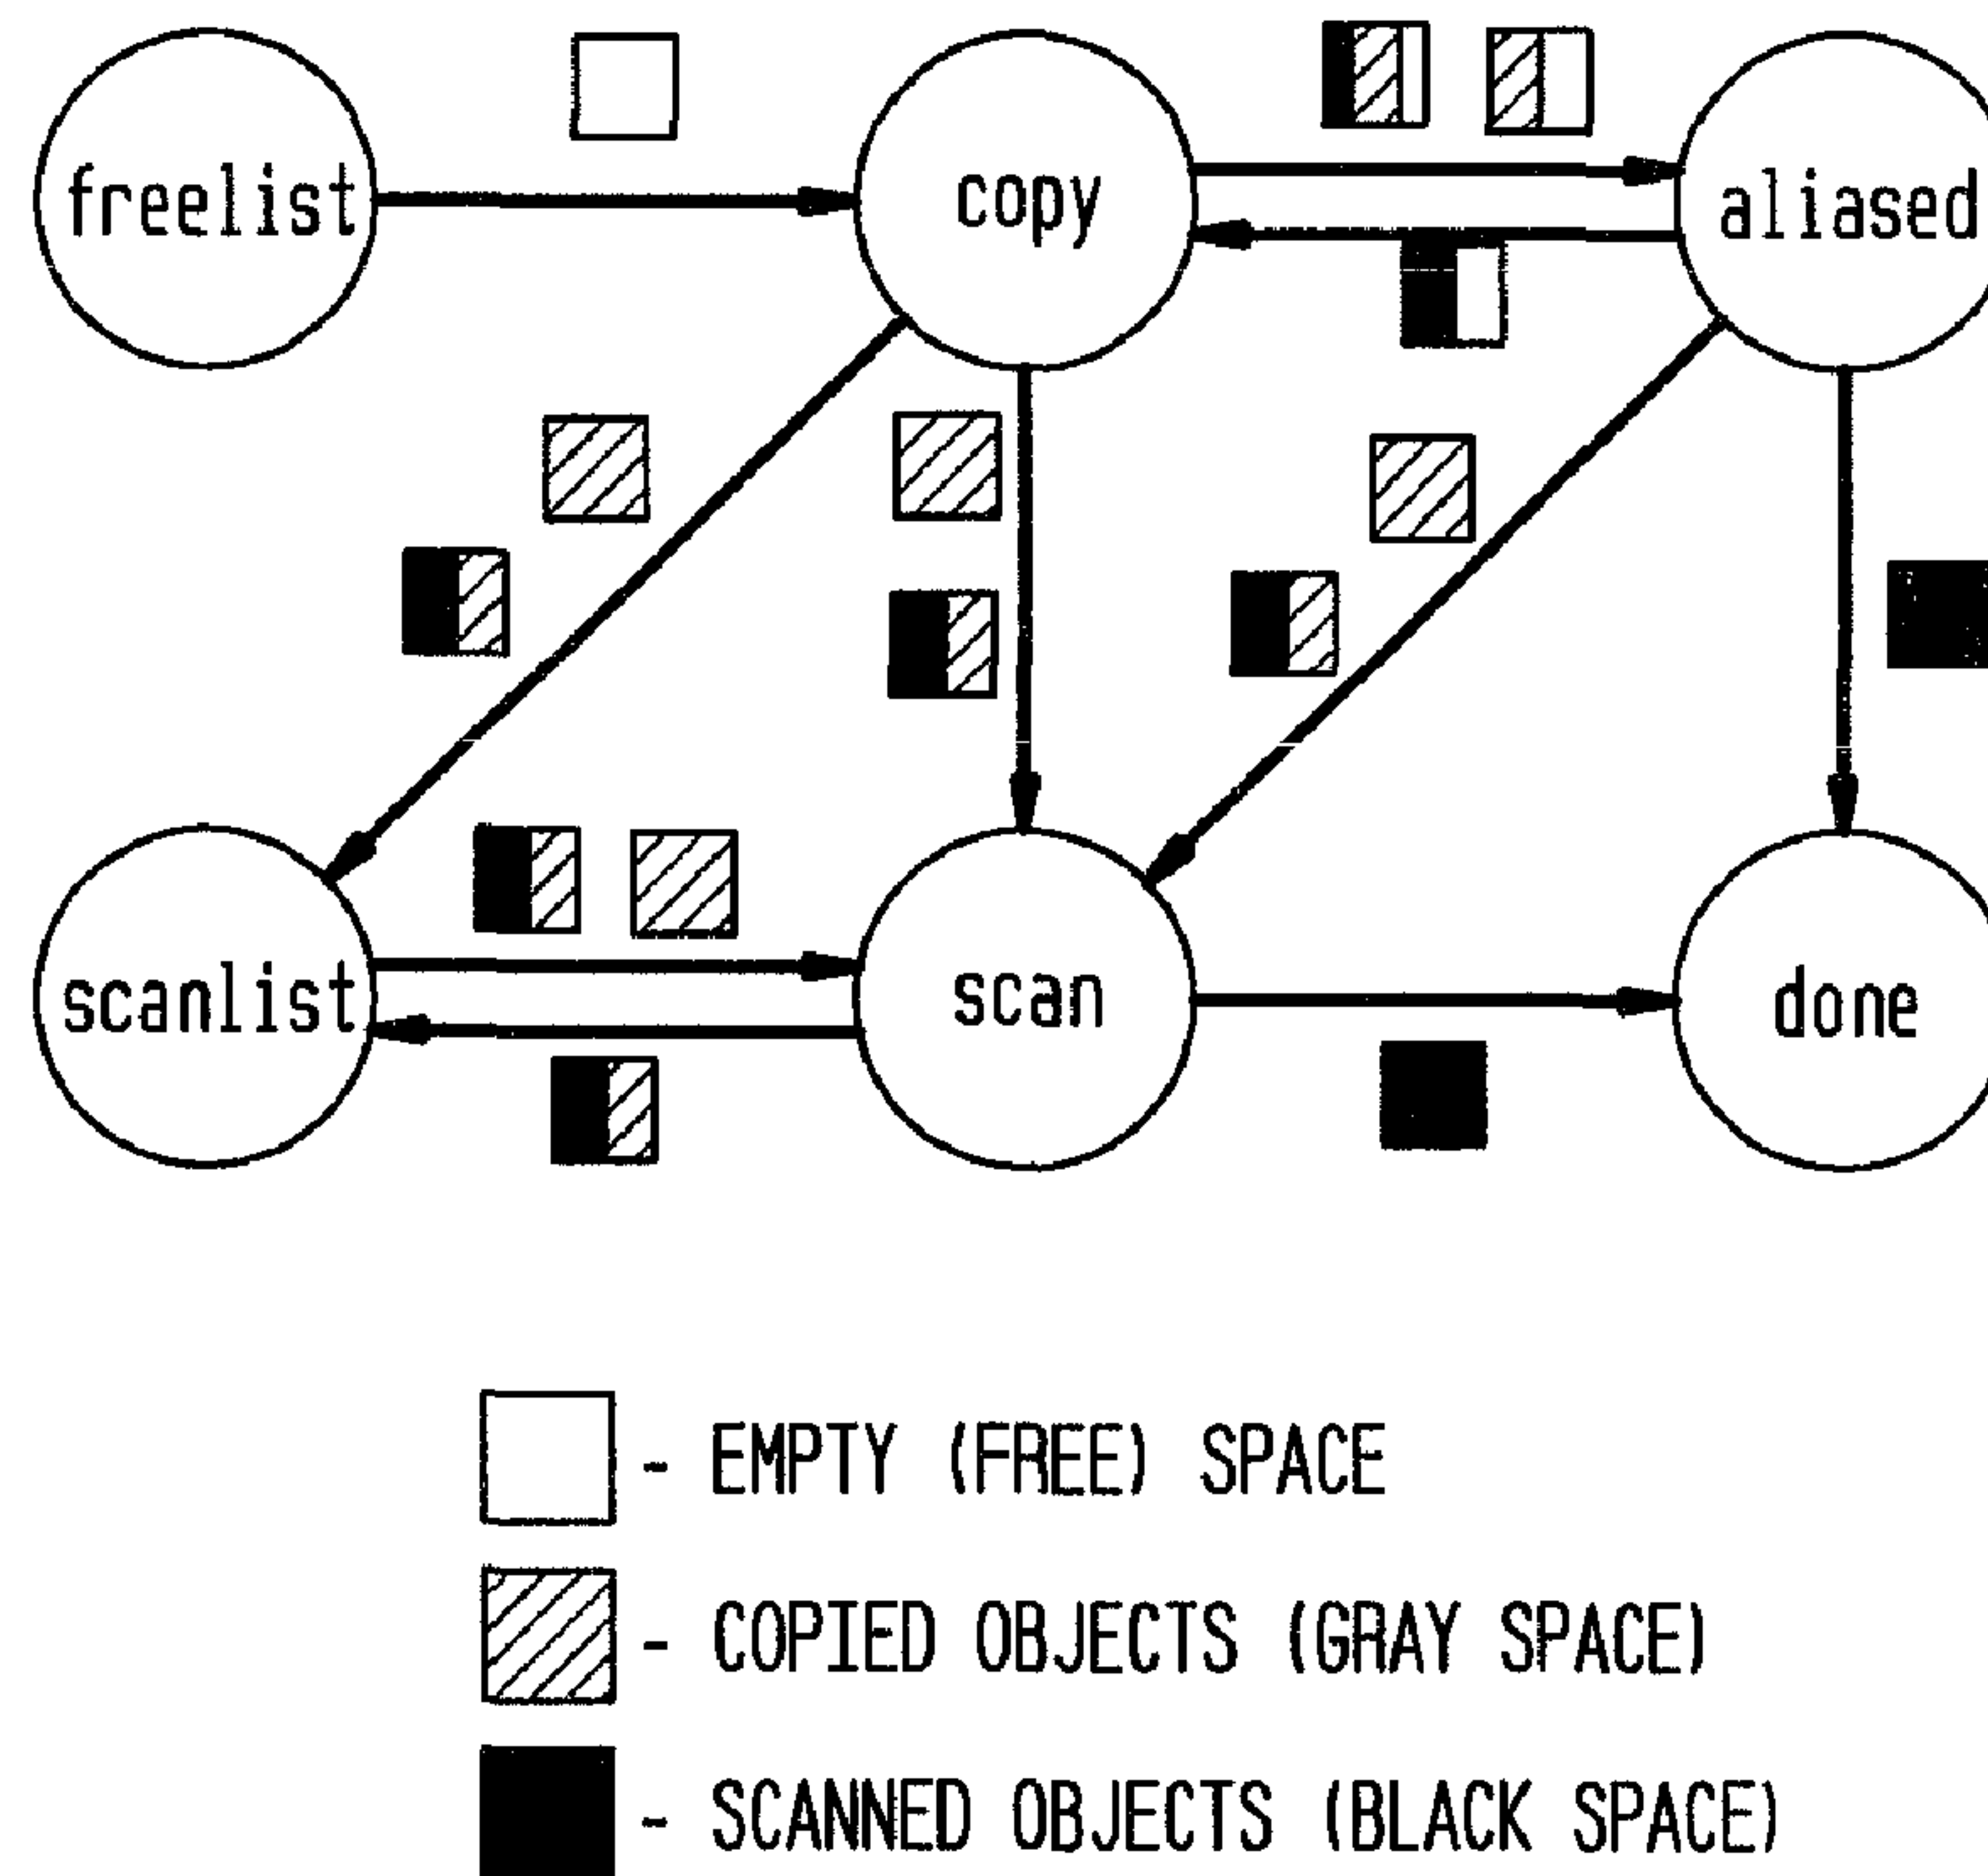 freelist copy aliased
scanlist scan done
- EMPTY (FREE) SPACE
- COPIED OBJECTS (GRAY SPACE)
- SCANNED OBJECTS (BLACK SPACE)